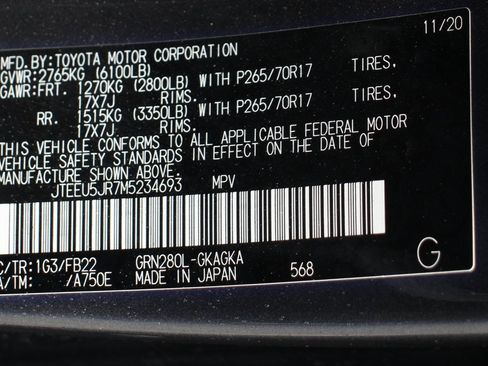 11/20
MFD.BY:TOYOTA MOTOR CORPORATION
GVWR:2765KG (6100LB)
GAWR:FRT. 1270KG (2800LB) WITH P265/70R17 TIRES,
17X7J RIMS.
RR. 1515KG (3350LB) WITH P265/70R17 TIRES,
17X7J RIMS.
THIS VEHICLE CONFORMS TO ALL APPLICABLE FEDERAL MOTOR
VEHICLE SAFETY STANDARDS IN EFFECT ON THE DATE OF
MANUFACTURE SHOWN ABOVE.
JTEEU5JR7M5234693 MPV
C/TR:1G3/FB22 GRN280L-GKAGKA
A/TM: /A750E MADE IN JAPAN 568 G